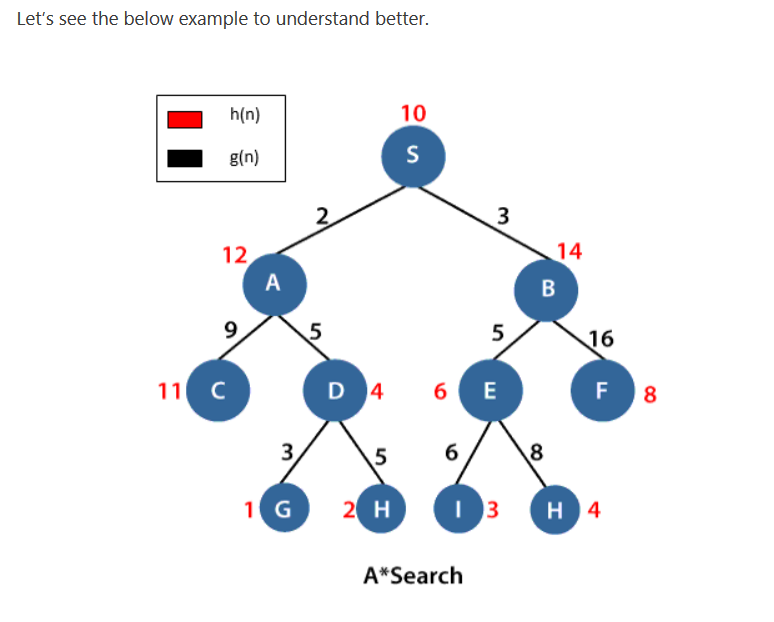 Let's see the below example to understand better.
h(n)
10
g(n)
S
2
3
12
14
A
B
9
5
5
16
11 C
D 4
6 E
F 8
3
5
6
8
1 G
2 H
I 3
H 4
A*Search